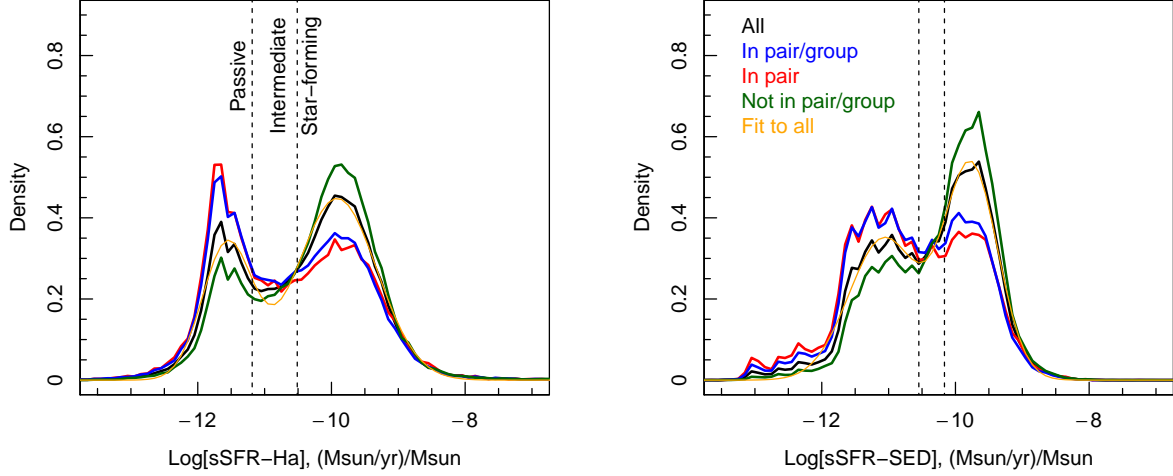 0.8
0.6
0.4
0.2
0
Density
Passive
Intermediate
Star−forming
−12
−10
−8
Log[sSFR−Ha], (Msun/yr)/Msun
All
In pair/group
In pair
Not in pair/group
Fit to all
0.8
0.6
0.4
0.2
0
Density
−12
−10
−8
Log[sSFR−SED], (Msun/yr)/Msun